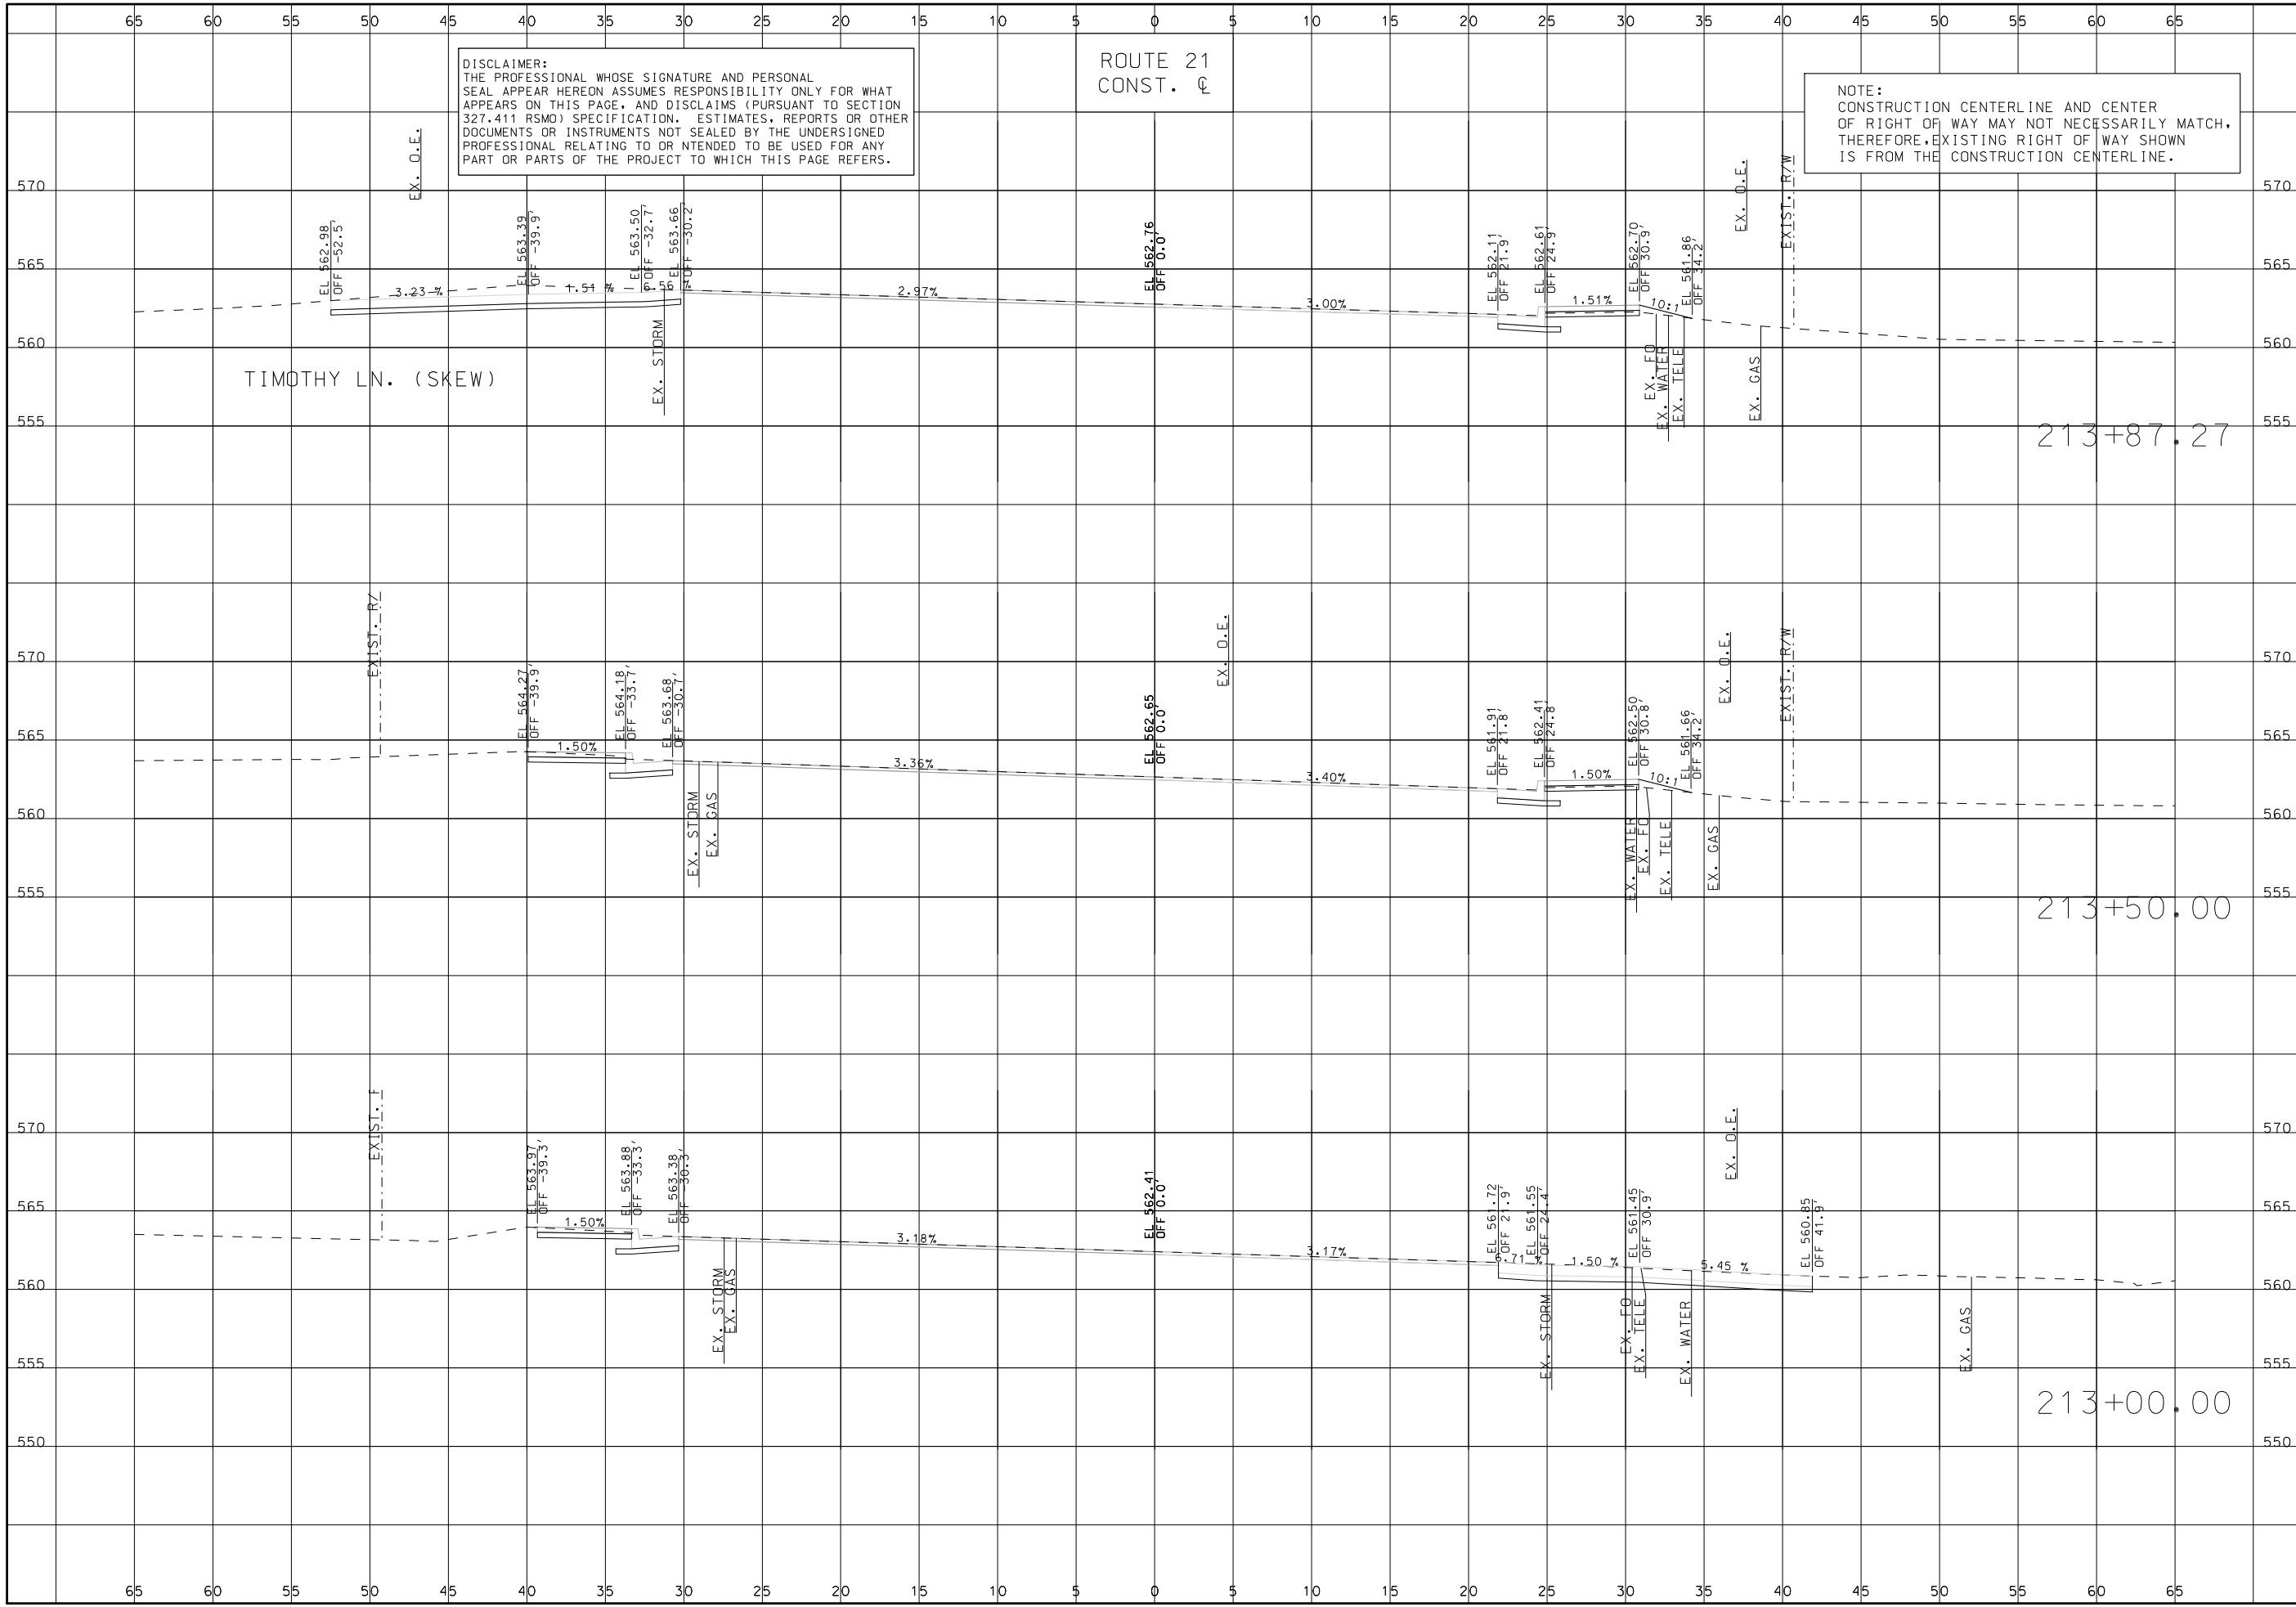 65 60 55 50 45 40 35 30 25 20 15 10 5 0 5 10 15 20 25 30 35 40 45 50 55 60 65
DISCLAIMER:
THE PROFESSIONAL WHOSE SIGNATURE AND PERSONAL
SEAL APPEAR HEREON ASSUMES RESPONSIBILITY ONLY FOR WHAT
APPEARS ON THIS PAGE, AND DISCLAIMS (PURSUANT TO SECTION
327.411 RSMO) SPECIFICATION. ESTIMATES, REPORTS OR OTHER
DOCUMENTS OR INSTRUMENTS NOT SEALED BY THE UNDERSIGNED
PROFESSIONAL RELATING TO OR NTENDED TO BE USED FOR ANY
PART OR PARTS OF THE PROJECT TO WHICH THIS PAGE REFERS.
ROUTE 21
CONST. ℄
NOTE:
CONSTRUCTION CENTERLINE AND CENTER
OF RIGHT OF WAY MAY NOT NECESSARILY MATCH,
THEREFORE,EXISTING RIGHT OF WAY SHOWN
IS FROM THE CONSTRUCTION CENTERLINE.
EX. O.E.
EX. O.E.
EXIST. R/W
570 570
EL 562.98
OFF -52.5'
EL 563.39
OFF -39.9'
EL 563.50
OFF -32.7'
EL 563.66
OFF -30.2'
EL 562.76
OFF 0.0'
EL 562.11
OFF 21.9'
EL 562.61
OFF 24.9'
EL 562.70
OFF 30.9'
EL 561.86
OFF 34.2'
565 565
3.23 %
1.51 %
6.56 %
2.97%
3.00%
1.51%
10:1
560 560
EX. STORM
EX. FO
EX. WATER
EX. TELE
EX. GAS
TIMOTHY LN. (SKEW)
555 555
213+87.27
EXIST. R/
EX. O.E.
EX. O.E.
EXIST. R/W
570 570
EL 564.27
OFF -39.9'
EL 564.18
OFF -33.7'
EL 563.68
OFF -30.7'
EL 562.65
OFF 0.0'
EL 561.91
OFF 21.8'
EL 562.41
OFF 24.8'
EL 562.50
OFF 30.8'
EL 561.66
OFF 34.2'
565 565
1.50%
3.36%
3.40%
1.50%
10:1
560 560
EX. STORM
EX. GAS
EX. WATER
EX. FO
EX. TELE
EX. GAS
555 555
213+50.00
EXIST. F
EX. O.E.
570 570
EL 563.97
OFF -39.3'
EL 563.88
OFF -33.3'
EL 563.38
OFF -30.3'
EL 562.41
OFF 0.0'
EL 561.72
OFF 21.9'
EL 561.55
OFF 24.4'
EL 561.45
OFF 30.9'
EL 560.85
OFF 41.9'
565 565
1.50%
3.18%
3.17%
6.71 %
1.50 %
5.45 %
560 560
EX. STORM
EX. GAS
EX. STORM
EX. FO
EX. TELE
EX. WATER
EX. GAS
555 555
213+00.00
550 550
65 60 55 50 45 40 35 30 25 20 15 10 5 0 5 10 15 20 25 30 35 40 45 50 55 60 65